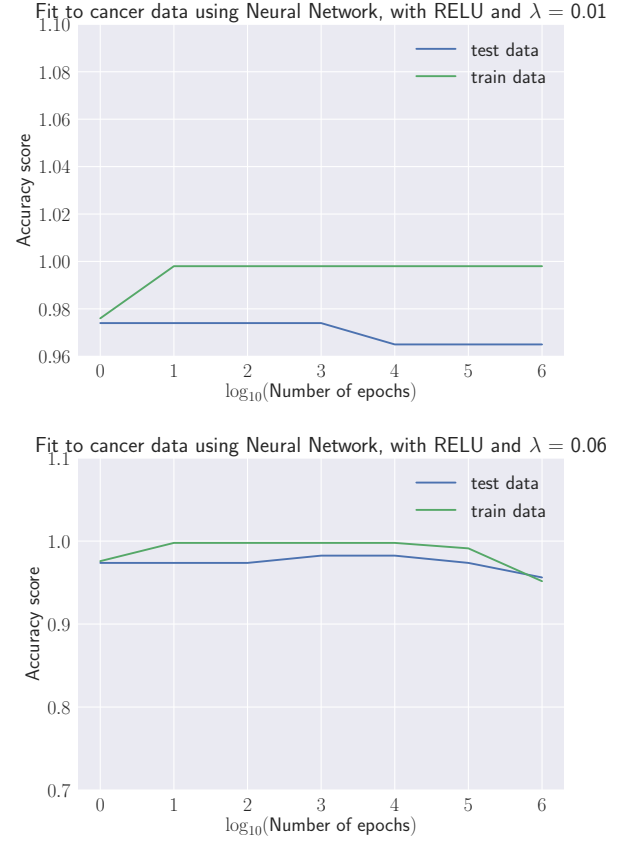 Fit to cancer data using Neural Network, with RELU and λ = 0.01
1.10
1.08
1.06
1.04
1.02
1.00
0.98
0.96
Accuracy score
test data
train data
0 1 2 3 4 5 6
log₁₀(Number of epochs)
Fit to cancer data using Neural Network, with RELU and λ = 0.06
1.1
1.0
0.9
0.8
0.7
Accuracy score
test data
train data
0 1 2 3 4 5 6
log₁₀(Number of epochs)